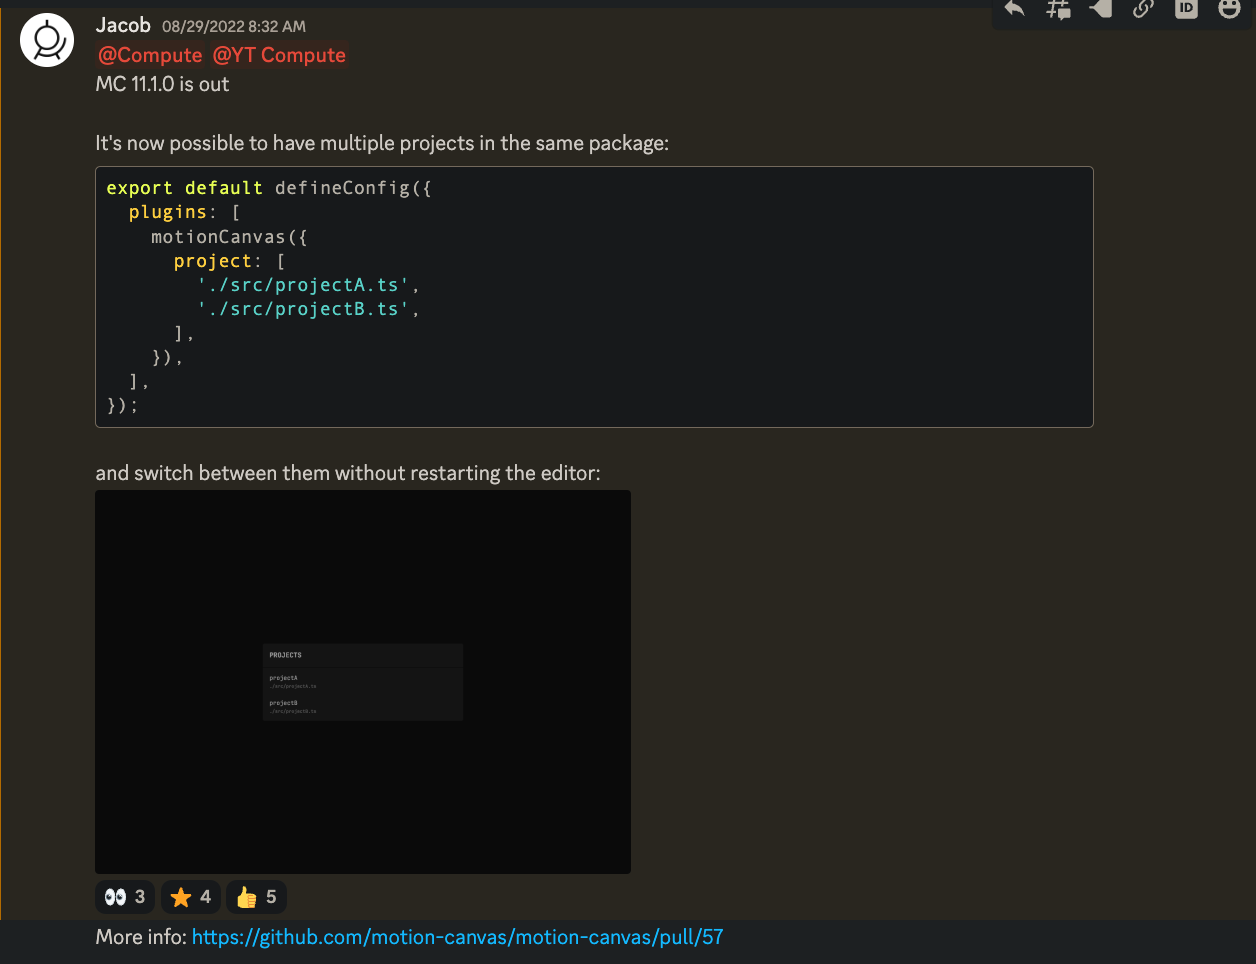 Jacob 08/29/2022 8:32 AM
@Compute @YT Compute
MC 11.1.0 is out
It's now possible to have multiple projects in the same package:
export default defineConfig({
  plugins: [
    motionCanvas({
      project: [
        './src/projectA.ts',
        './src/projectB.ts',
      ],
    }),
  ],
});
and switch between them without restarting the editor:
PROJECTS
projectA
./src/projectA.ts
projectB
./src/projectB.ts
3 4 5
More info: https://github.com/motion-canvas/motion-canvas/pull/57
ID